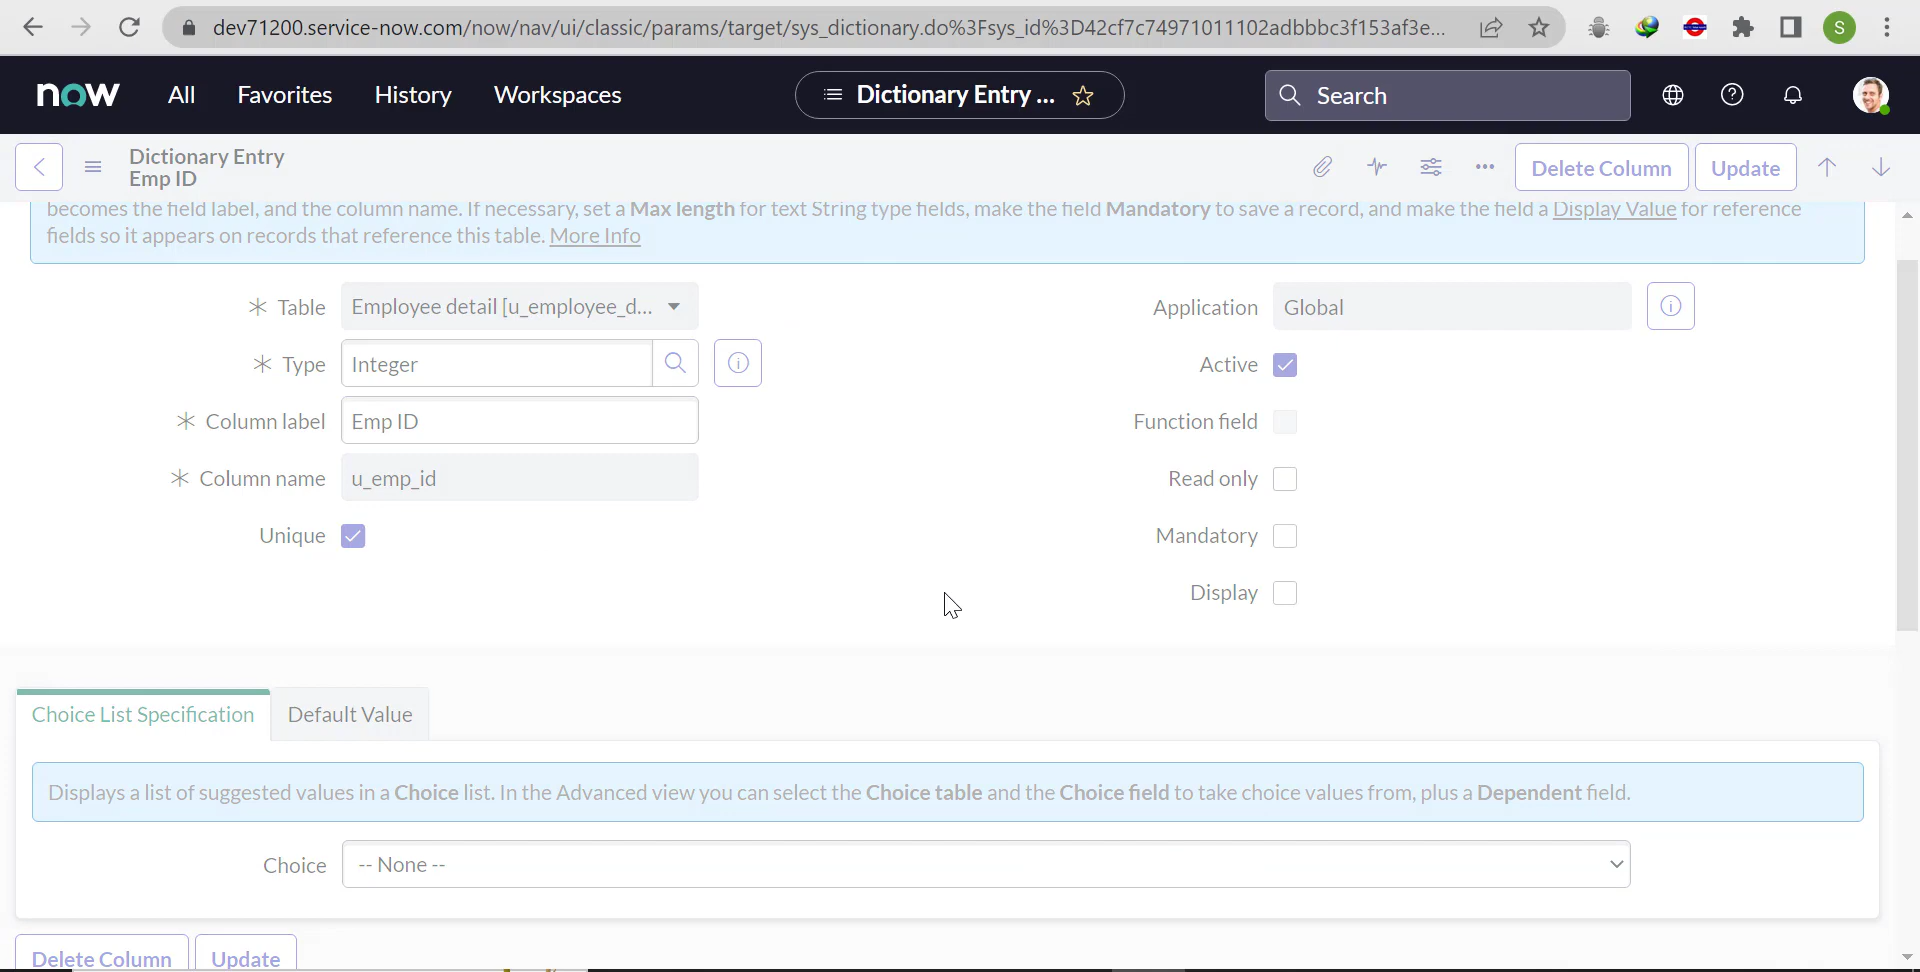 dev71200.service-now.com/now/nav/ui/classic/params/target/sys_dictionary.do%3Fsys_id%3D42cf7c74971011102adbbbc3f153af3e...
S
now
All
Favorites
History
Workspaces
Dictionary Entry ...
Search
Dictionary Entry
Emp ID
Delete Column
Update
becomes the field label, and the column name. If necessary, set a Max length for text String type fields, make the field Mandatory to save a record, and make the field a Display Value for reference
fields so it appears on records that reference this table. More Info
Table
Employee detail [u_employee_d...
Application
Global
Type
Integer
Active
Column label
Emp ID
Function field
Column name
u_emp_id
Read only
Unique
Mandatory
Display
Choice List Specification
Default Value
Displays a list of suggested values in a Choice list. In the Advanced view you can select the Choice table and the Choice field to take choice values from, plus a Dependent field.
Choice
-- None --
Delete Column
Update